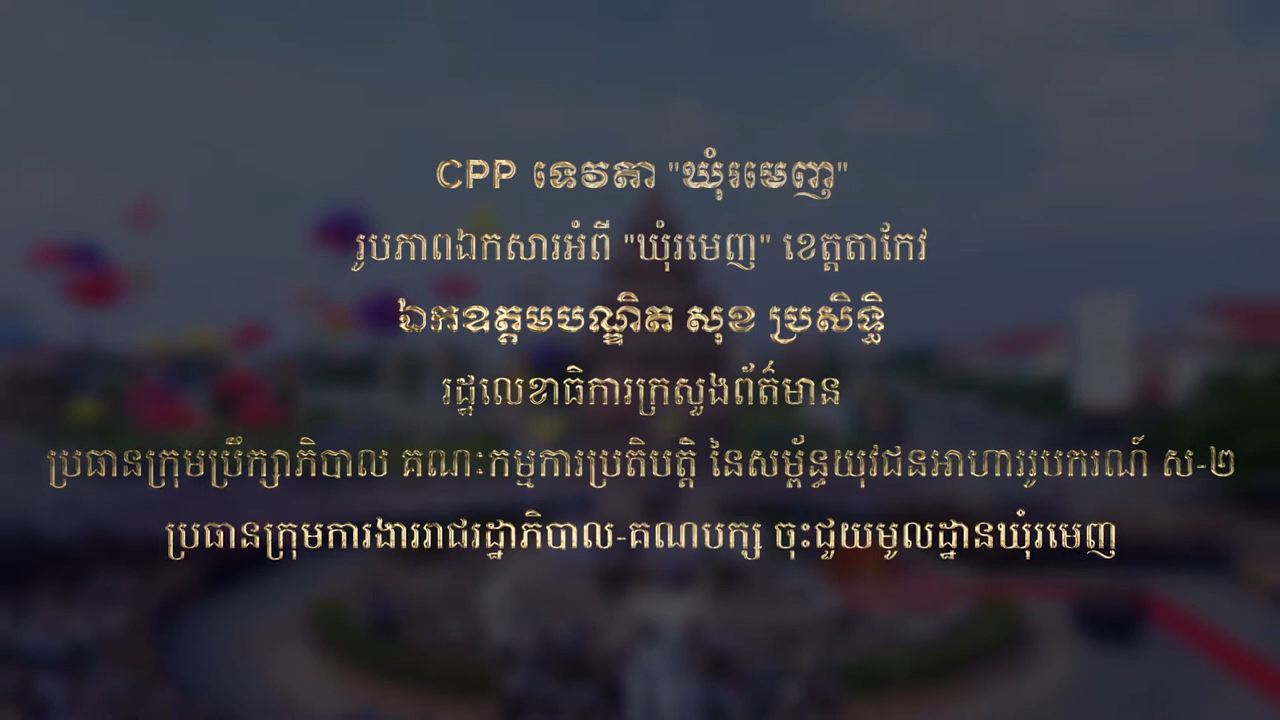 CPP ទេវតា "ឃុំរមេញ"
រូបភាពឯកសារអំពី "ឃុំរមេញ" ខេត្តតាកែវ
ឯកឧត្តមបណ្ឌិត សុខ ប្រសិទ្ធិ
រដ្ឋលេខាធិការក្រសួងព័ត៌មាន
ប្រធានក្រុមប្រឹក្សាភិបាល គណៈកម្មការប្រតិបត្តិ នៃសម្ព័ន្ធយុវជនអាហាររូបករណ៍ ស-២
ប្រធានក្រុមការងាររាជរដ្ឋាភិបាល-គណបក្ស ចុះជួយមូលដ្ឋានឃុំរមេញ